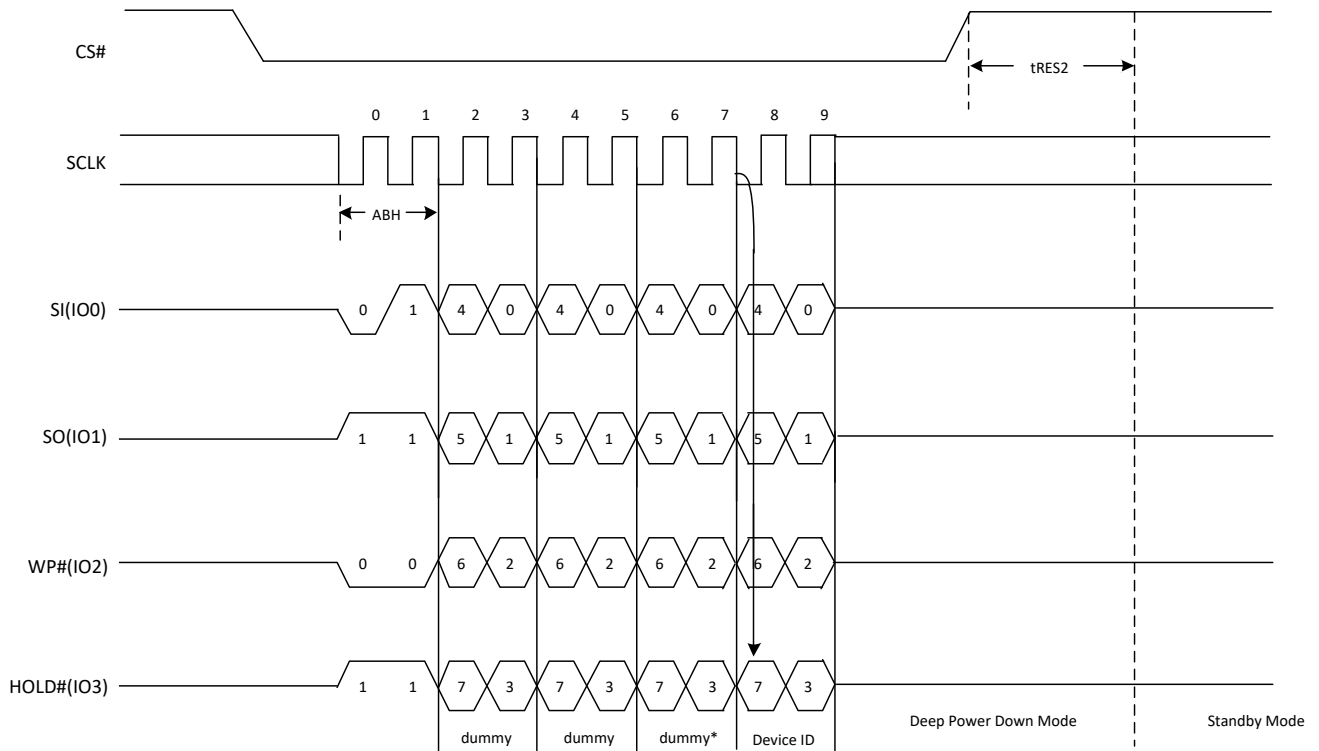 CS#
tRES2
0 1 2 3 4 5 6 7 8 9
SCLK
ABH
SI(IO0) 0 1 4 0 4 0 4 0 4 0
SO(IO1) 1 1 5 1 5 1 5 1 5 1
WP#(IO2) 0 0 6 2 6 2 6 2 6 2
HOLD#(IO3) 1 1 7 3 7 3 7 3 7 3
Deep Power Down Mode Standby Mode
dummy dummy dummy* Device ID